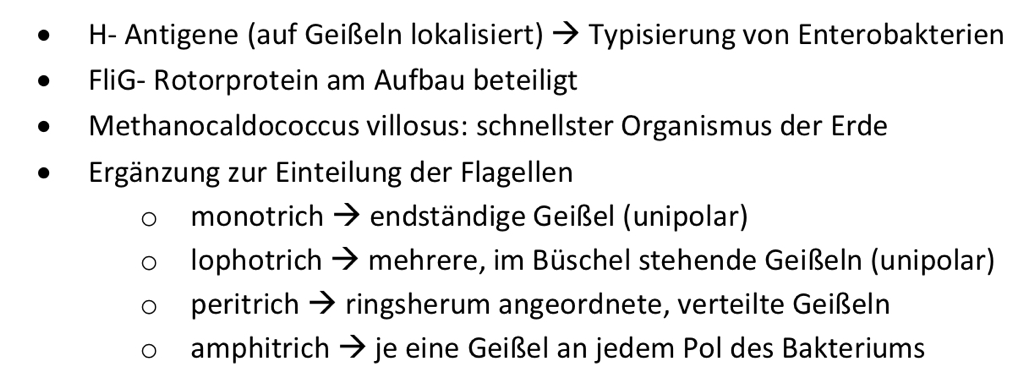 • H- Antigene (auf Geißeln lokalisiert) → Typisierung von Enterobakterien
• FliG- Rotorprotein am Aufbau beteiligt
• Methanocaldococcus villosus: schnellster Organismus der Erde
• Ergänzung zur Einteilung der Flagellen
o monotrich → endständige Geißel (unipolar)
o lophotrich → mehrere, im Büschel stehende Geißeln (unipolar)
o peritrich → ringsherum angeordnete, verteilte Geißeln
o amphitrich → je eine Geißel an jedem Pol des Bakteriums